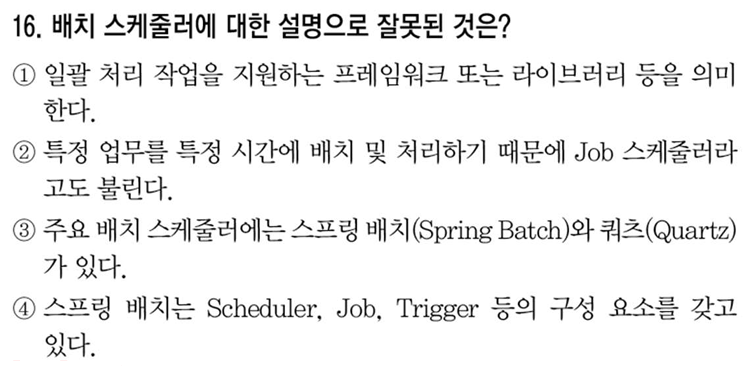 16. 배치 스케줄러에 대한 설명으로 잘못된 것은?
① 일괄 처리 작업을 지원하는 프레임워크 또는 라이브러리 등을 의미
한다.
② 특정 업무를 특정 시간에 배치 및 처리하기 때문에 Job 스케줄러라
고도 불린다.
③ 주요 배치 스케줄러에는 스프링 배치(Spring Batch)와 쿼츠(Quartz)
가 있다.
④ 스프링 배치는 Scheduler, Job, Trigger 등의 구성 요소를 갖고
있다.